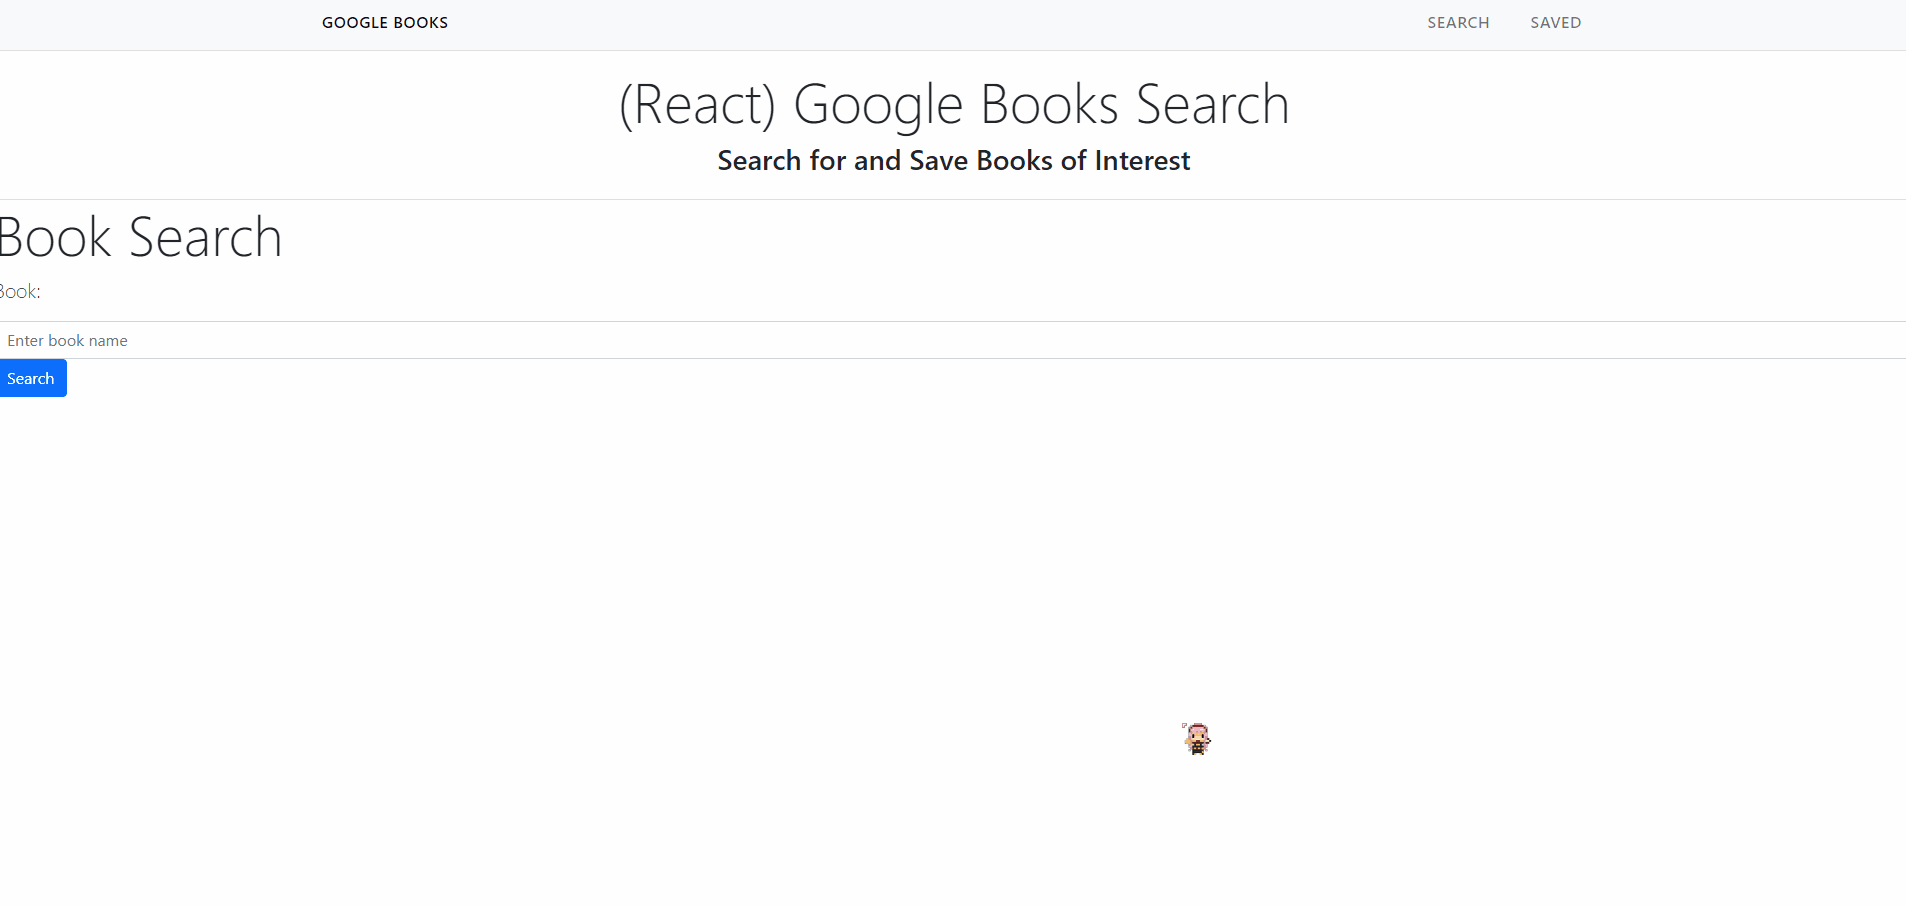 GOOGLE BOOKS SEARCH SAVED
(React) Google Books Search
Search for and Save Books of Interest
Book Search
Book:
Enter book name
Search